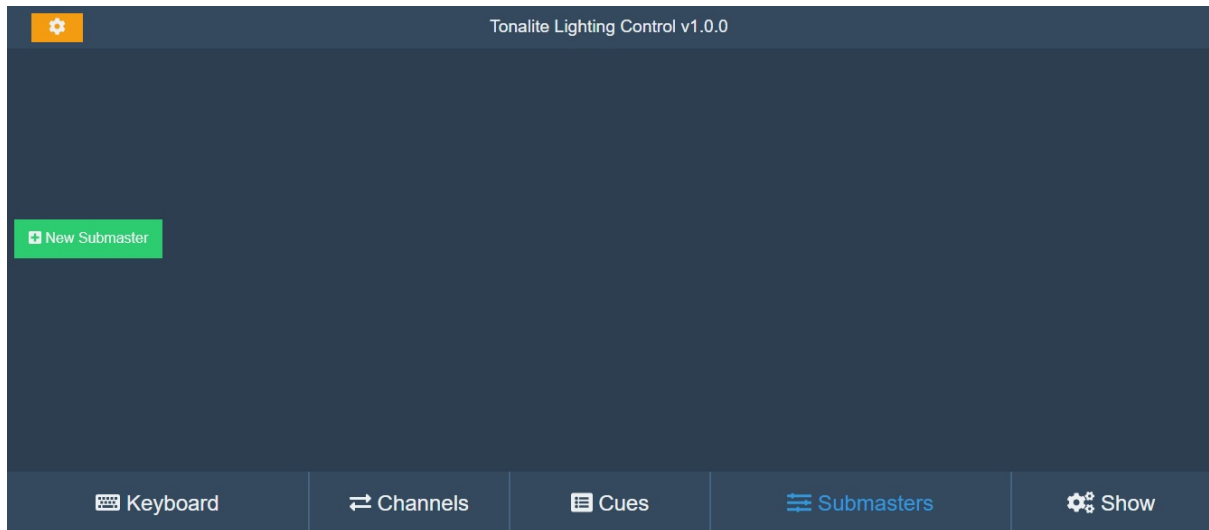 Tonalite Lighting Control v1.0.0
New Submaster
Keyboard
Channels
Cues
Submasters
Show